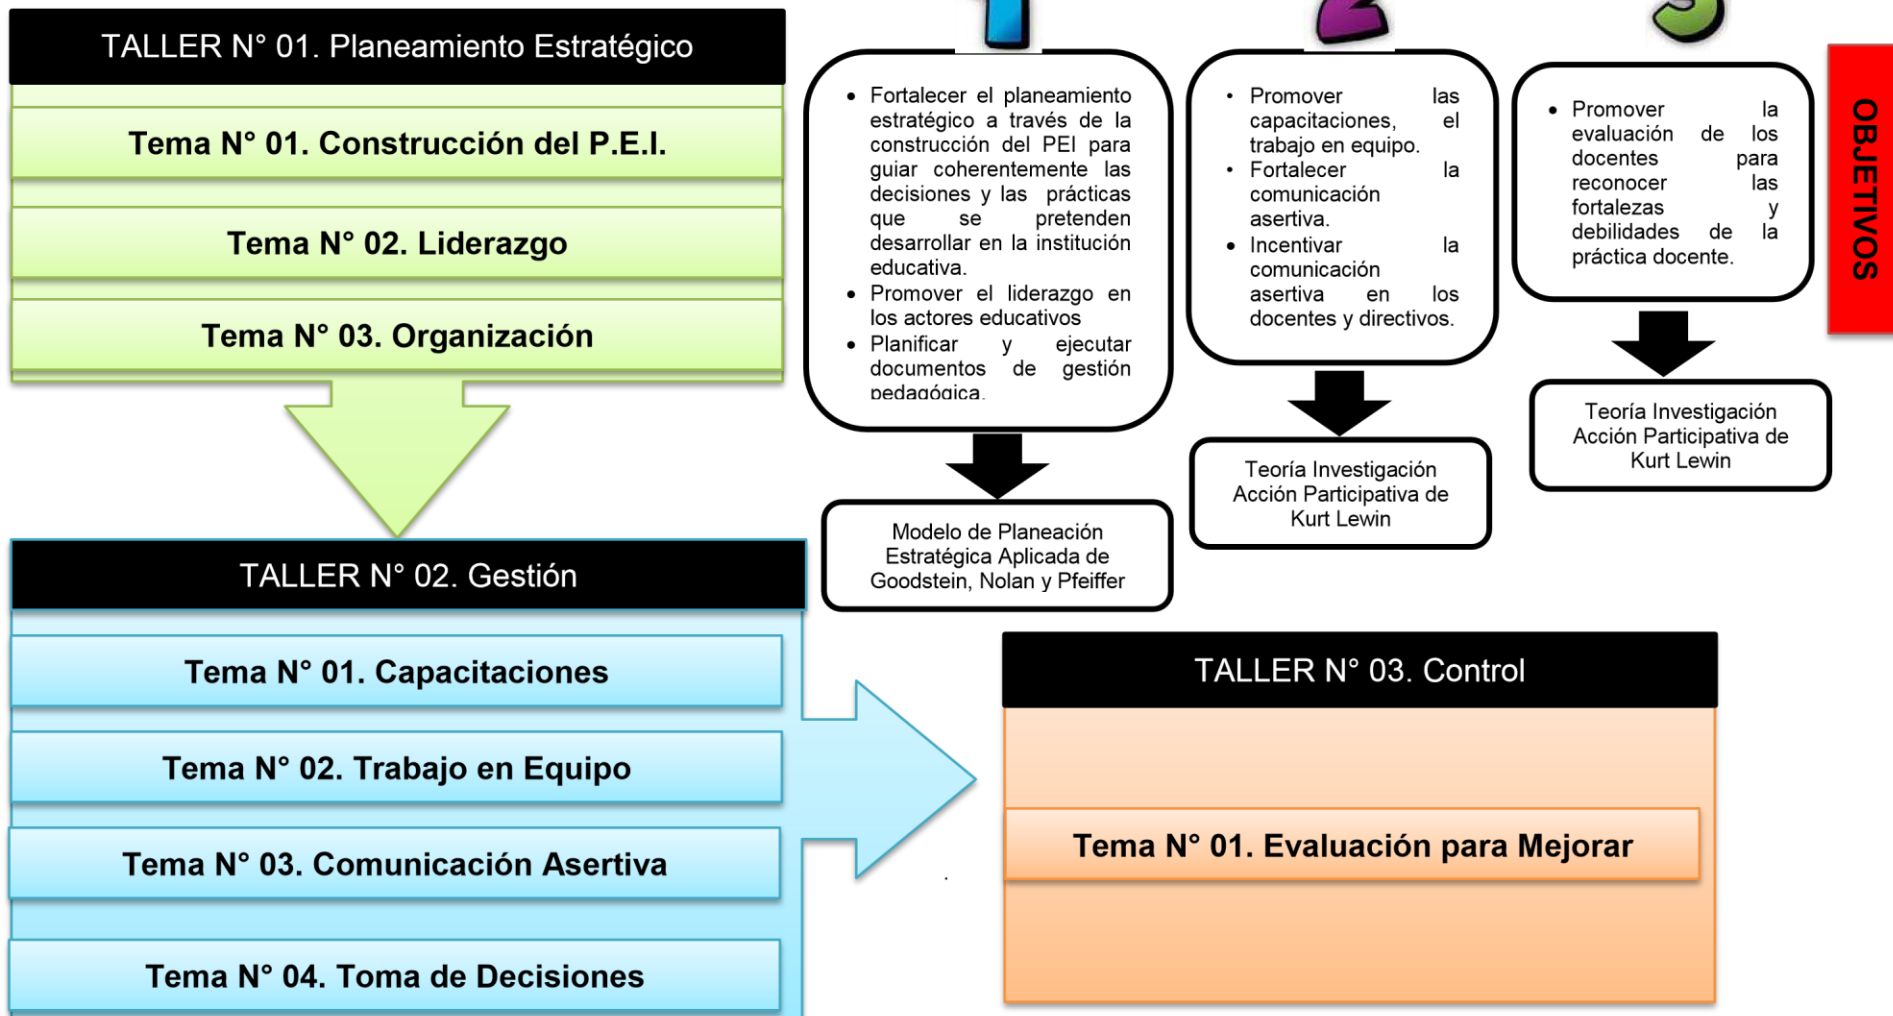 TALLER N° 01. Planeamiento Estratégico
Tema N° 01. Construcción del P.E.I.
Tema N° 02. Liderazgo
Tema N° 03. Organización
1
• Fortalecer el planeamiento
estratégico a través de la
construcción del PEI para
guiar coherentemente las
decisiones y las prácticas
que se pretenden
desarrollar en la institución
educativa.
• Promover el liderazgo en
los actores educativos
• Planificar y ejecutar
documentos de gestión
pedagógica.
Modelo de Planeación
Estratégica Aplicada de
Goodstein, Nolan y Pfeiffer
2
• Promover las
capacitaciones, el
trabajo en equipo.
• Fortalecer la
comunicación
asertiva.
• Incentivar la
comunicación
asertiva en los
docentes y directivos.
Teoría Investigación
Acción Participativa de
Kurt Lewin
3
• Promover la
evaluación de los
docentes para
reconocer las
fortalezas y
debilidades de la
práctica docente.
Teoría Investigación
Acción Participativa de
Kurt Lewin
OBJETIVOS
TALLER N° 02. Gestión
Tema N° 01. Capacitaciones
Tema N° 02. Trabajo en Equipo
Tema N° 03. Comunicación Asertiva
Tema N° 04. Toma de Decisiones
TALLER N° 03. Control
Tema N° 01. Evaluación para Mejorar
.